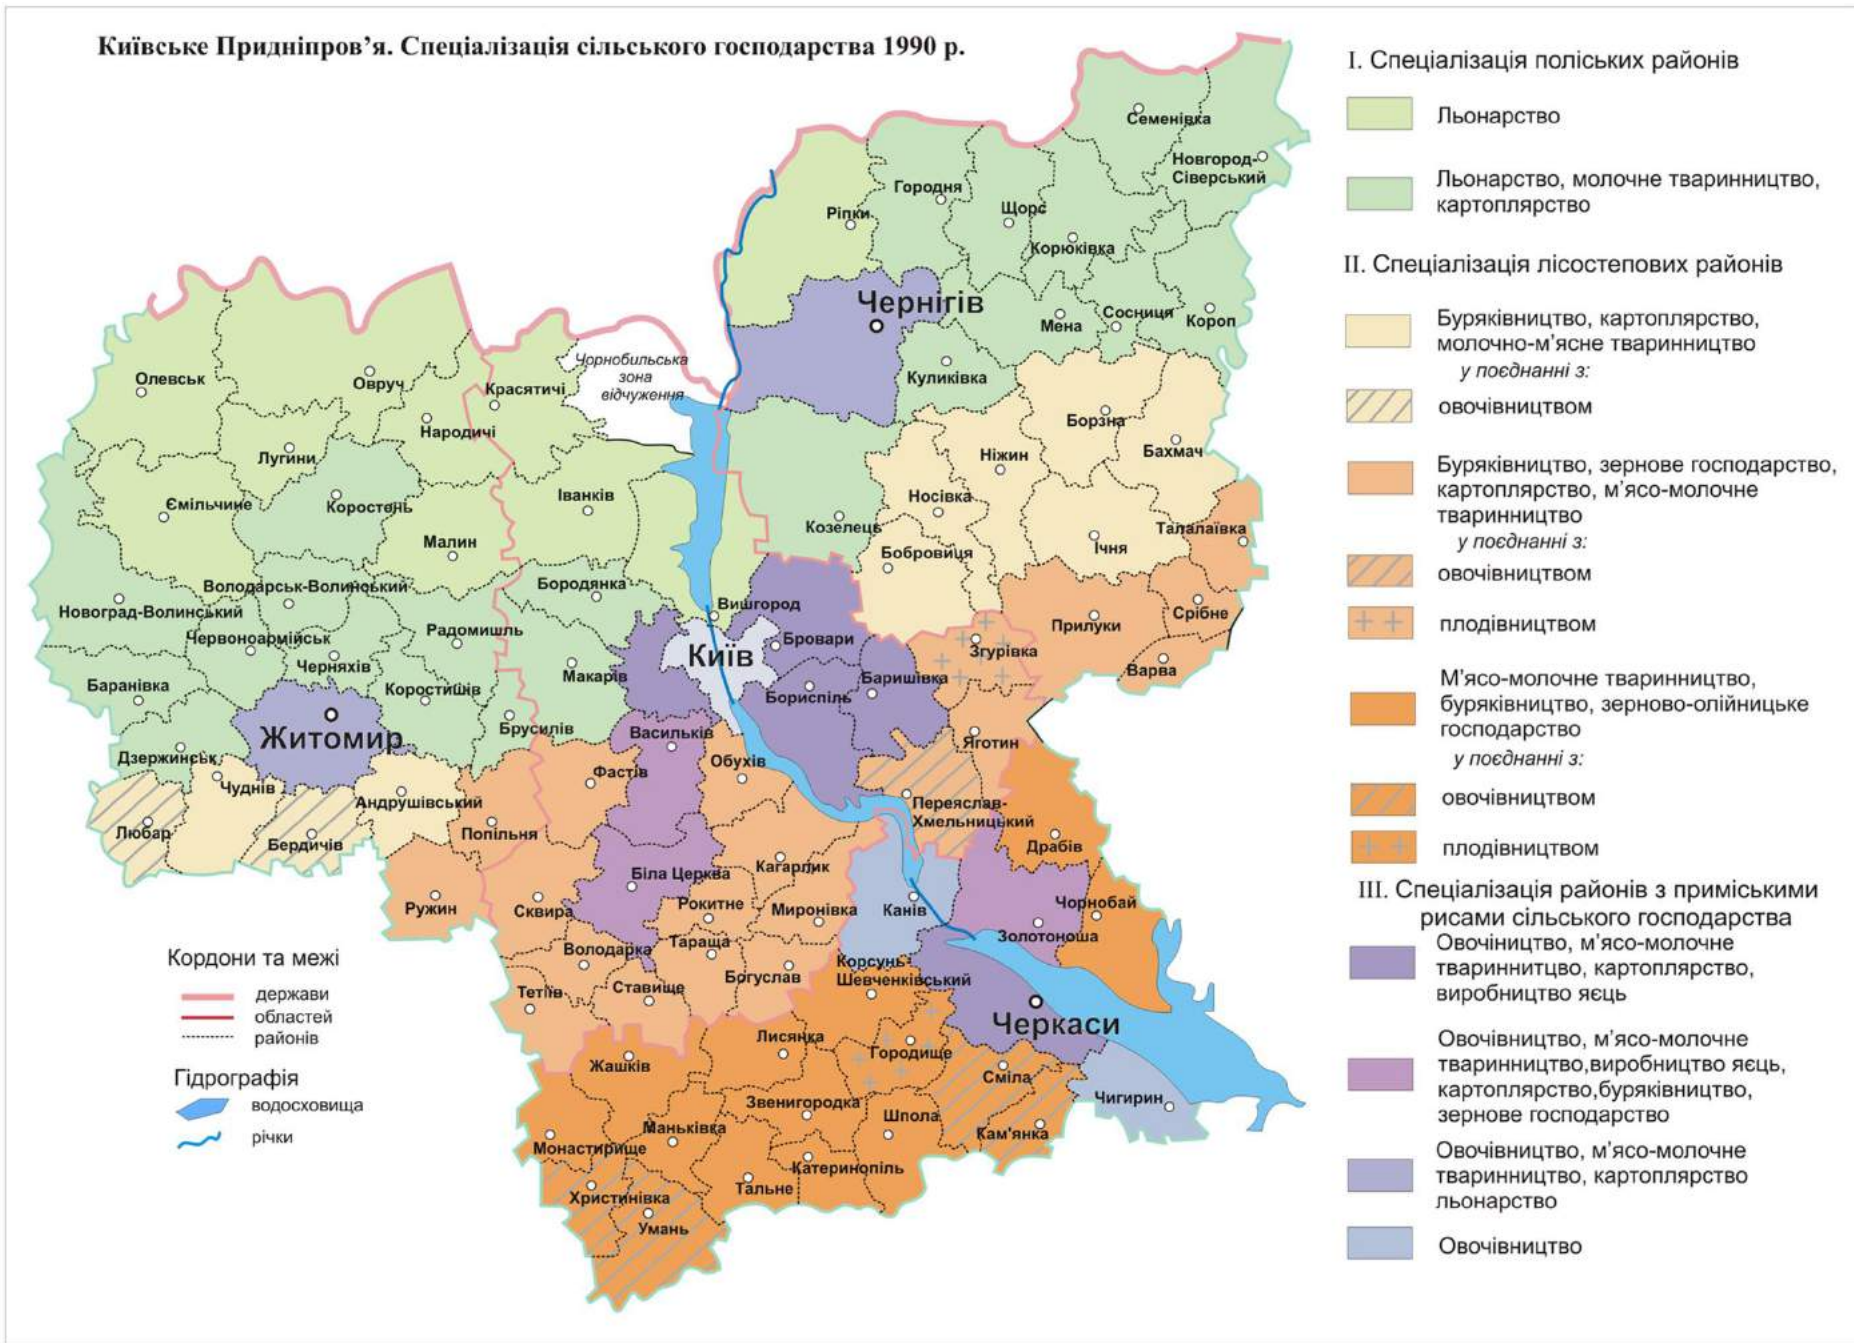 Київське Придніпров’я. Спеціалізація сільського господарства 1990 р.
I. Спеціалізація поліських районів
Льонарство
Льонарство, молочне тваринництво,
картоплярство
II. Спеціалізація лісостепових районів
Буряківництво, картоплярство,
молочно-м’ясне тваринництво
у поєднанні з:
овочівництвом
Буряківництво, зернове господарство,
картоплярство, м’ясо-молочне
тваринництво
у поєднанні з:
овочівництвом
плодівництвом
М’ясо-молочне тваринництво,
буряківництво, зерново-олійницьке
господарство
у поєднанні з:
овочівництвом
плодівництвом
III. Спеціалізація районів з приміськими
рисами сільського господарства
Овочіництво, м’ясо-молочне
твариннитцво, картоплярство,
виробництво яєць
Овочівництво, м’ясо-молочне
тваринництво,виробництво яєць,
картоплярство,буряківництво,
зернове господарство
Овочівництво, м’ясо-молочне
тваринництво, картоплярство
льонарство
Овочівництво
Семенівка
Новгород-
Сіверський
Городня
Ріпки
Щорс
Корюківка
Чернігів
Мена
Сосниця
Короп
Куликівка
Чорнобильська
зона
відчуження
Олевськ
Овруч
Красятичі
Народичі
Лугини
Борзна
Бахмач
Ніжин
Носівка
Ємільчине
Коростень
Іванків
Козелець
Талалаївка
Малин
Бобровиця
Ічня
Володарськ-Волинський
Бородянка
Новоград-Волинський
Вишгород
Срібне
Прилуки
Червоноармійськ
Радомишль
Бровари
Згурівка
Черняхів
Київ
Варва
Макарів
Баришівка
Баранівка
Коростишів
Бориспіль
Житомир
Брусилів
Васильків
Яготин
Дзержинськ
Обухів
Фастів
Чуднів
Андрушівський
Переяслав-
Хмельницький
Любар
Бердичів
Попільня
Драбів
Кагарлик
Біла Церква
Ружин
Сквира
Рокитне
Миронівка
Канів
Чорнобай
Золотоноша
Володарка
Тараща
Корсунь-
Шевченківський
Богуслав
Тетіїв
Ставище
Черкаси
Лисянка
Городище
Жашків
Сміла
Чигирин
Звенигородка
Шпола
Маньківка
Кам'янка
Монастирище
Катеринопіль
Тальне
Христинівка
Умань
Кордони та межі
держави
областей
районів
Гідрографія
водосховища
річки